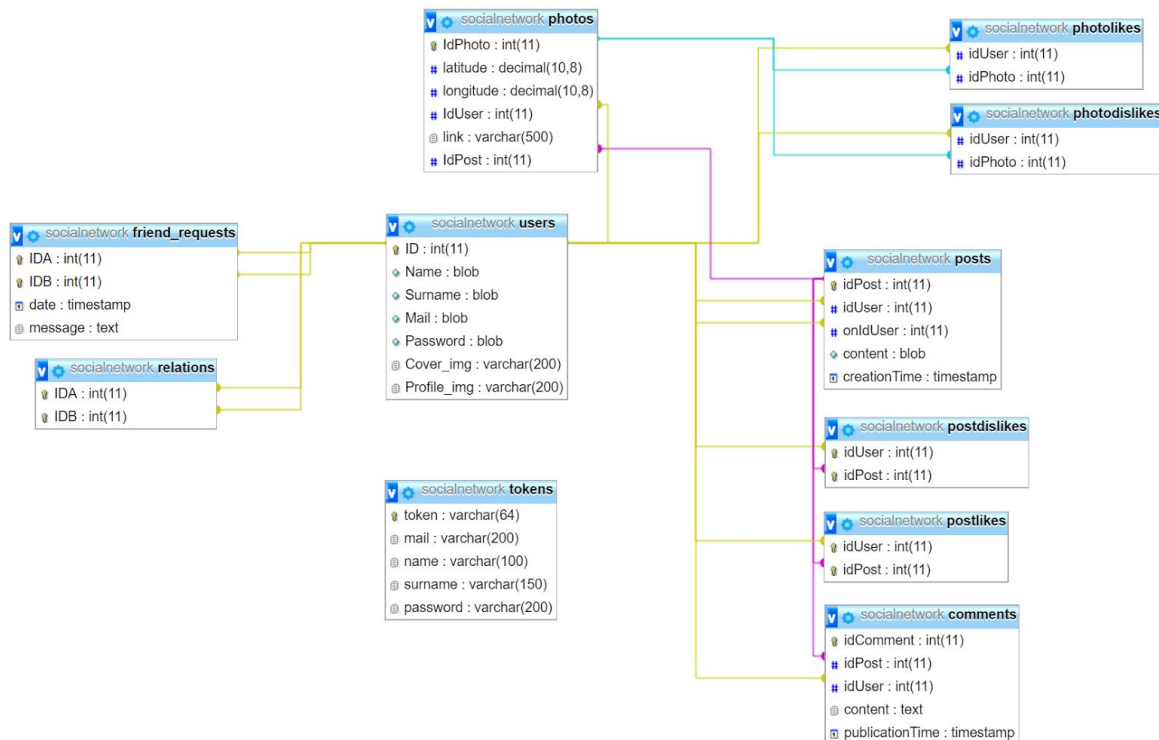 socialnetwork photos
IdPhoto : int(11)
latitude : decimal(10,8)
longitude : decimal(10,8)
IdUser : int(11)
link : varchar(500)
IdPost : int(11)
socialnetwork photolikes
idUser : int(11)
idPhoto : int(11)
socialnetwork photodislikes
idUser : int(11)
idPhoto : int(11)
socialnetwork friend_requests
IDA : int(11)
IDB : int(11)
date : timestamp
message : text
socialnetwork relations
IDA : int(11)
IDB : int(11)
socialnetwork users
ID : int(11)
Name : blob
Surname : blob
Mail : blob
Password : blob
Cover_img : varchar(200)
Profile_img : varchar(200)
socialnetwork tokens
token : varchar(64)
mail : varchar(200)
name : varchar(100)
surname : varchar(150)
password : varchar(200)
socialnetwork posts
idPost : int(11)
idUser : int(11)
onIdUser : int(11)
content : blob
creationTime : timestamp
socialnetwork postdislikes
idUser : int(11)
idPost : int(11)
socialnetwork postlikes
idUser : int(11)
idPost : int(11)
socialnetwork comments
idComment : int(11)
idPost : int(11)
idUser : int(11)
content : text
publicationTime : timestamp